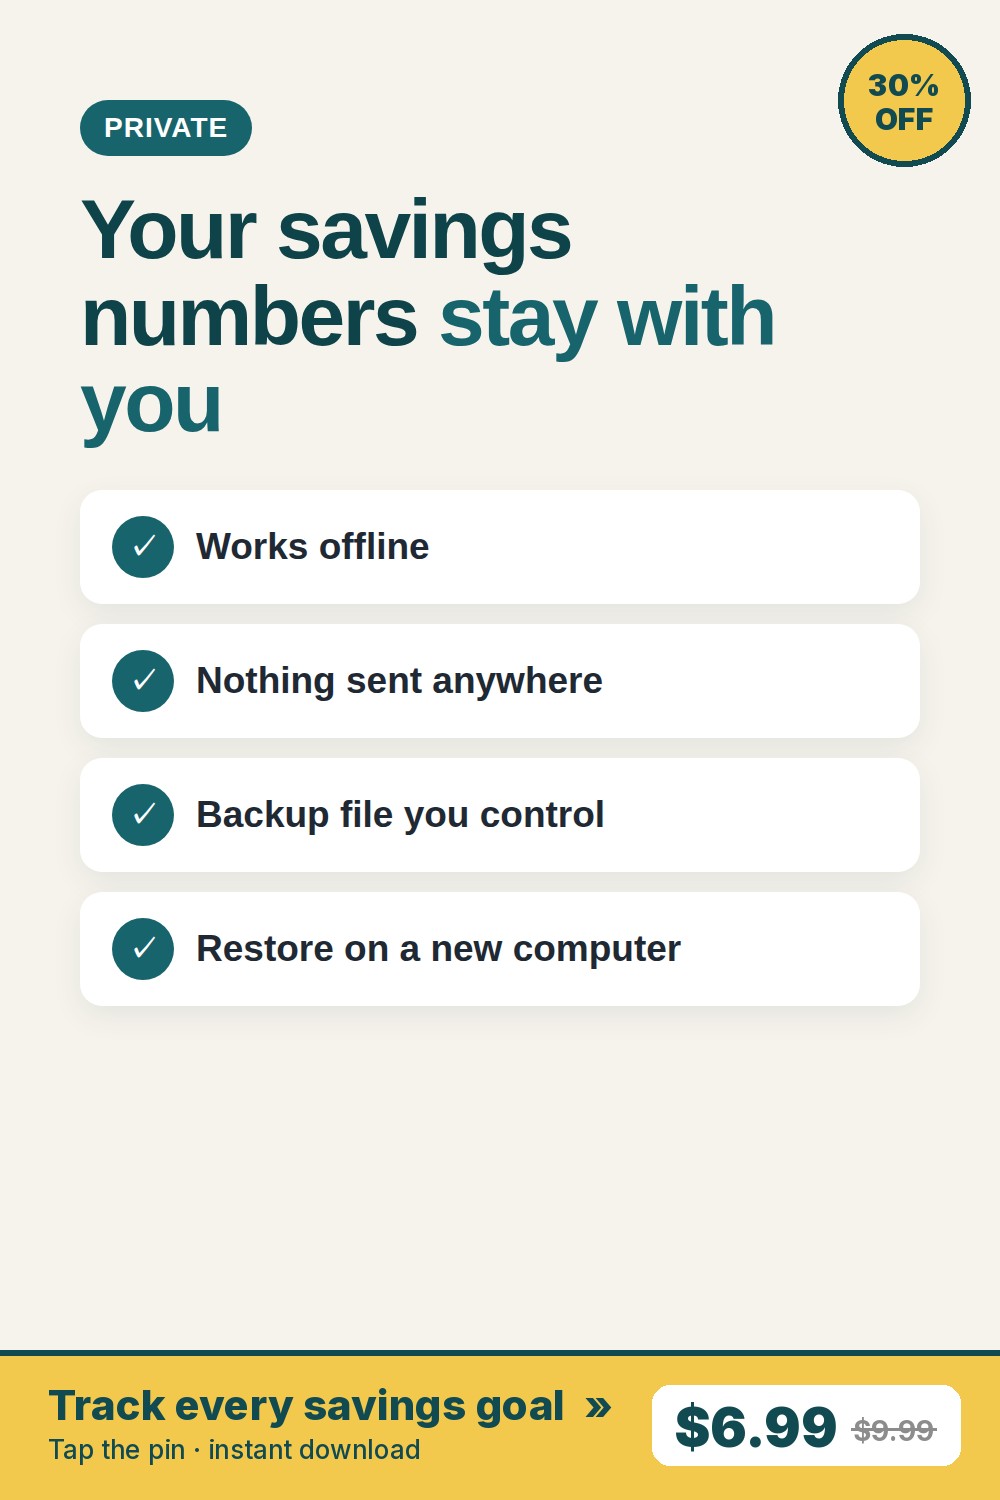 30%
OFF
PRIVATE
Your savings
numbers stay with
you
✓ Works offline
✓ Nothing sent anywhere
✓ Backup file you control
✓ Restore on a new computer
Track every savings goal »
Tap the pin · instant download
$6.99 $9.99